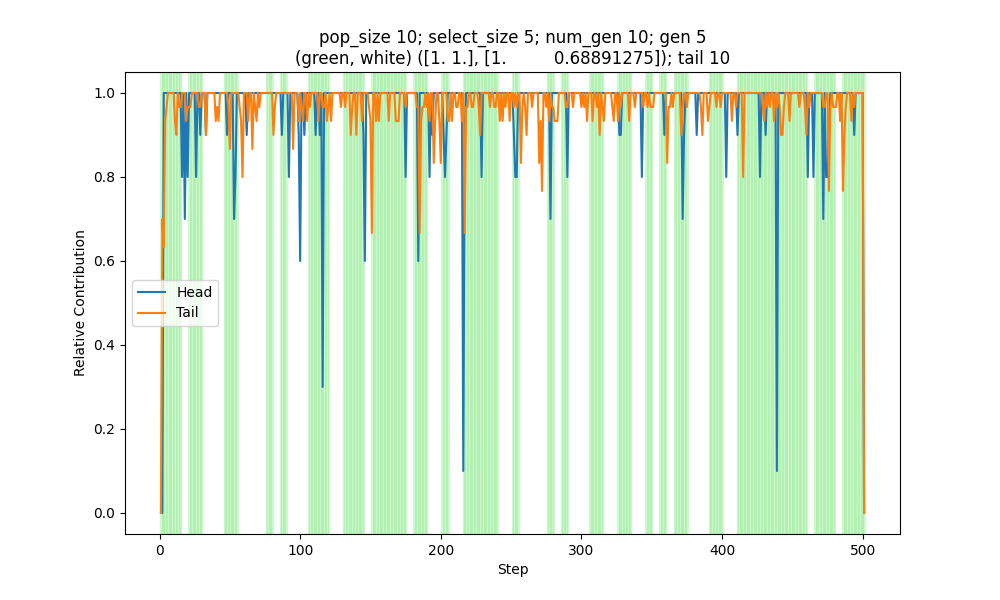 pop_size 10; select_size 5; num_gen 10; gen 5
(green, white) ([1. 1.], [1.         0.68891275]); tail 10
1.0
0.8
0.6
0.4
0.2
0.0
Relative Contribution
Head
Tail
0 100 200 300 400 500
Step